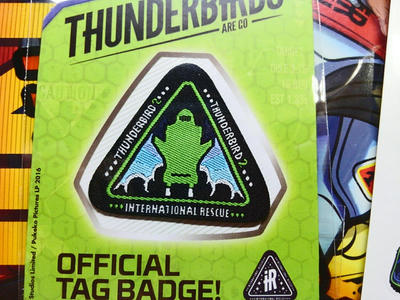 THUNDERBIRDS
ARE GO
CAUTION
THUNDERBIRD 2
THUNDERBIRD 2
INTERNATIONAL RESCUE
OFFICIAL
TAG BADGE!
iR
Studios Limited / Pukeko Pictures LP 2016